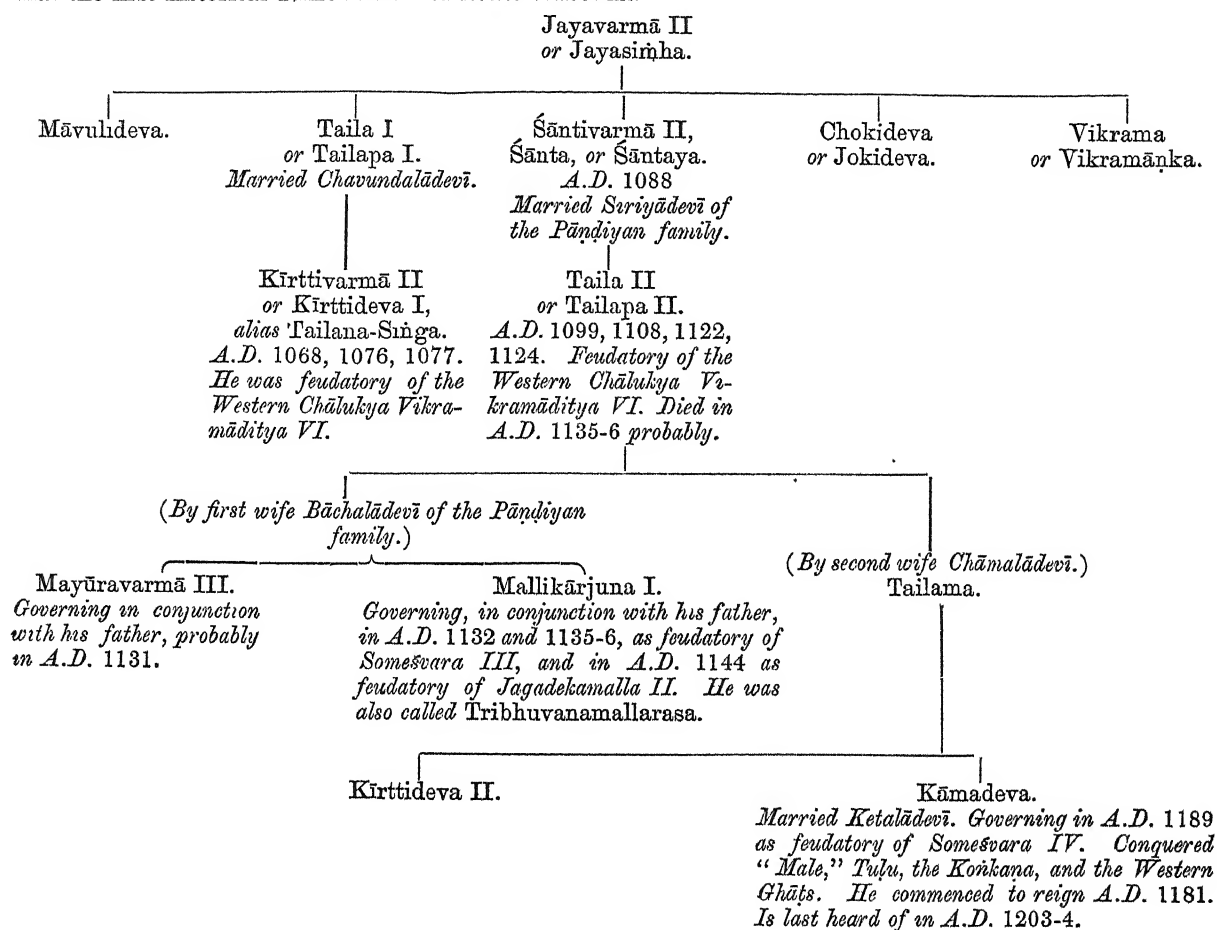 Jayavarmā II
or Jayasiṁha.
Māvulideva.
Taila I
or Tailapa I.
Married Chavundalādevī.
Śāntivarmā II,
Śānta, or Śāntaya.
A.D. 1088
Married Siriyādevī of
the Pāṇḍiyan family.
Chokideva
or Jokideva.
Vikrama
or Vikramāṇka.
Kīrttivarmā II
or Kīrttideva I,
alias Tailana-Siṅga.
A.D. 1068, 1076, 1077.
He was feudatory of the
Western Chālukya Vikra-
māditya VI.
Taila II
or Tailapa II.
A.D. 1099, 1108, 1122,
1124. Feudatory of the
Western Chālukya Vi-
kramāditya VI. Died in
A.D. 1135-6 probably.
(By first wife Bāchaladevī of the Pāṇḍiyan
family.)
Mayūravarmā III.
Governing in conjunction
with his father, probably
in A.D. 1131.
Mallikārjuna I.
Governing, in conjunction with his father,
in A.D. 1132 and 1135-6, as feudatory of
Someśvara III, and in A.D. 1144 as
feudatory of Jagadekamalla II. He was
also called Tribhuvanamallarasa.
(By second wife Chāmaladevī.)
Tailama.
Kīrttideva II.
Kāmadeva.
Married Ketalādevī. Governing in A.D. 1189
as feudatory of Someśvara IV. Conquered
“Male,” Tuḷu, the Koṅkaṇa, and the Western
Ghāṭs. He commenced to reign A.D. 1181.
Is last heard of in A.D. 1203-4.